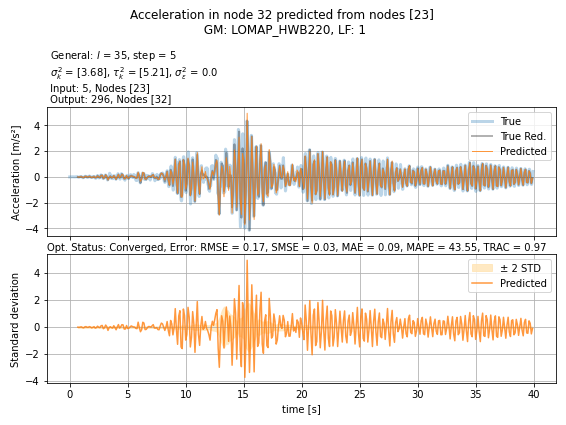 Acceleration in node 32 predicted from nodes [23]
GM: LOMAP_HWB220, LF: 1
General: l = 35, step = 5
σ²ₖ = [3.68], τ²ₖ = [5.21], σ²ε = 0.0
Input: 5, Nodes [23]
Output: 296, Nodes [32]
Acceleration [m/s²]
4
2
0
−2
−4
True
True Red.
Predicted
Opt. Status: Converged, Error: RMSE = 0.17, SMSE = 0.03, MAE = 0.09, MAPE = 43.55, TRAC = 0.97
Standard deviation
4
2
0
−2
−4
± 2 STD
Predicted
0 5 10 15 20 25 30 35 40
time [s]